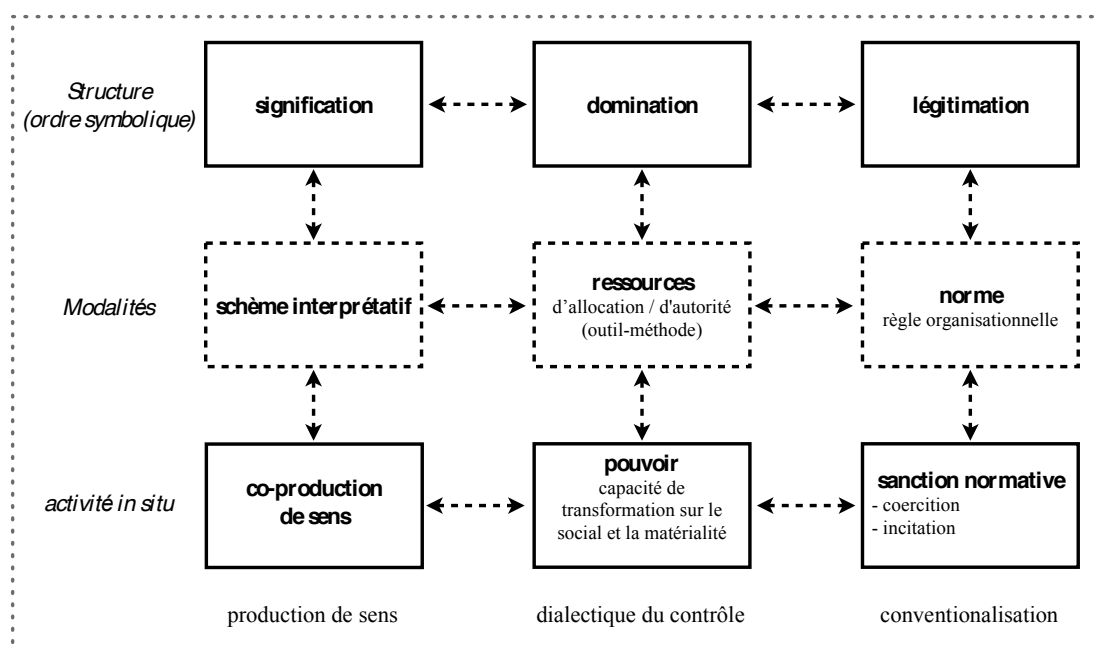 Structure
(ordre symbolique)
signification
domination
légitimation
Modalités
schème interprétatif
ressources
d'allocation / d'autorité
(outil-méthode)
norme
règle organisationnelle
activité in situ
co-production
de sens
pouvoir
capacité de
transformation sur le
social et la matérialité
sanction normative
- coercition
- incitation
production de sens
dialectique du contrôle
conventionalisation